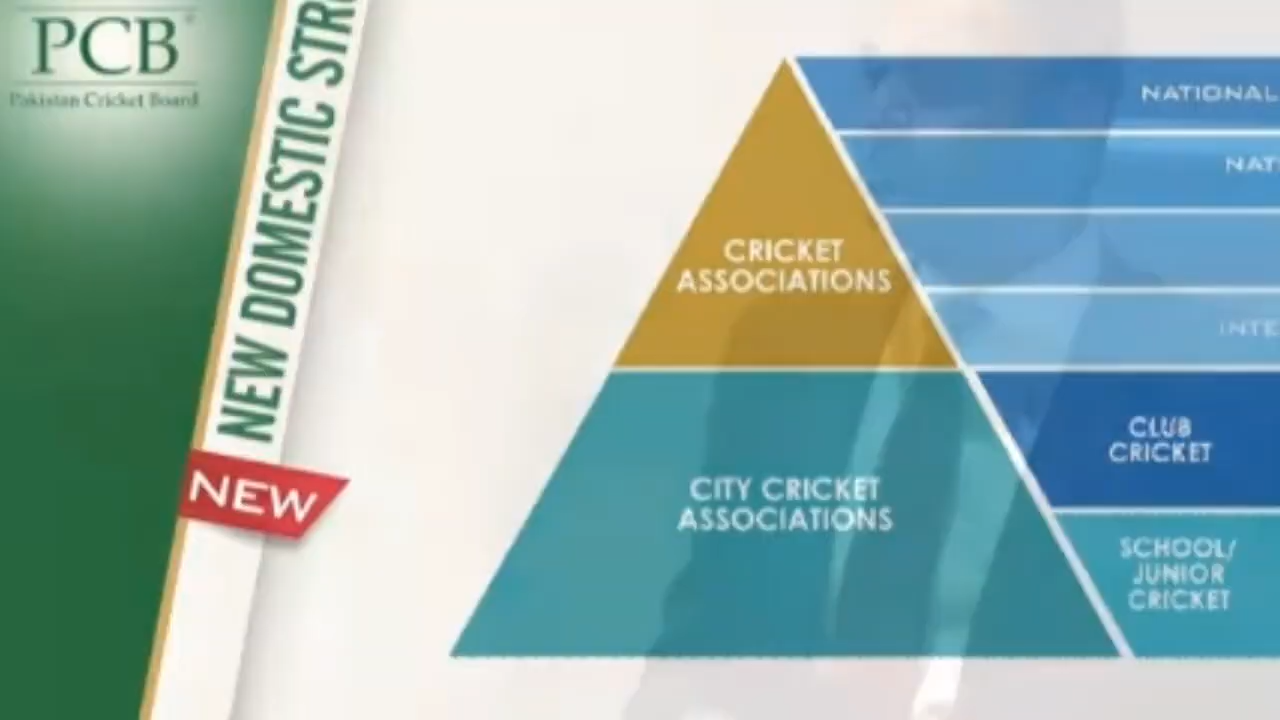 PCB
Pakistan Cricket Board
NEW DOMESTIC STR
NEW
CRICKET
ASSOCIATIONS
CITY CRICKET
ASSOCIATIONS
NATIONAL
NAT
INTE
CLUB
CRICKET
SCHOOL/
JUNIOR
CRICKET